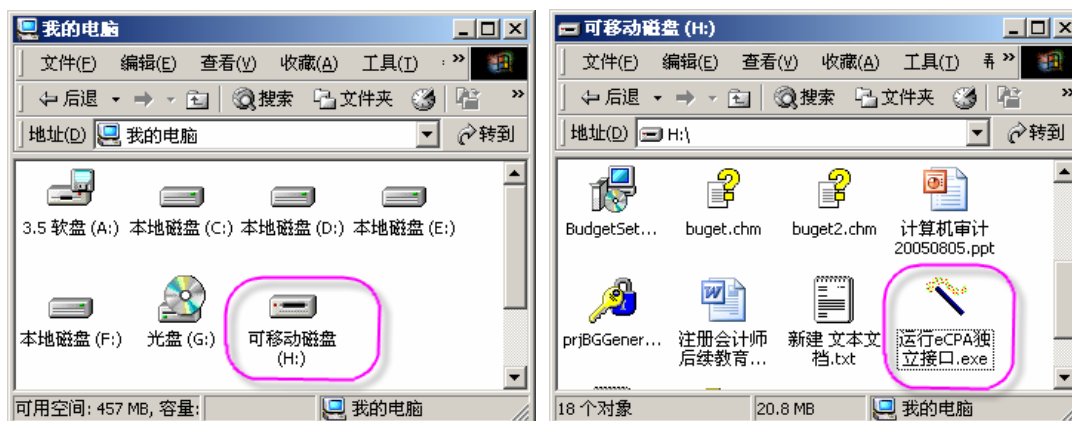 我的电脑
文件(F) 编辑(E) 查看(V) 收藏(A) 工具(T) »
后退 搜索 文件夹 »
地址(D) 我的电脑 转到
3.5 软盘 (A:) 本地磁盘 (C:) 本地磁盘 (D:) 本地磁盘 (E:)
本地磁盘 (F:) 光盘 (G:) 可移动磁盘
(H:)
可用空间: 457 MB, 容量: 我的电脑
可移动磁盘 (H:)
文件(F) 编辑(E) 查看(V) 收藏(A) 工具(T) »
后退 搜索 文件夹 »
地址(D) H:\ 转到
BudgetSet... buget.chm buget2.chm 计算机审计
20050805.ppt
prjBGGener... 注册会计师
后续教育... 新建 文本文
档.txt 运行eCPA独
立接口.exe
18 个对象 20.8 MB 我的电脑